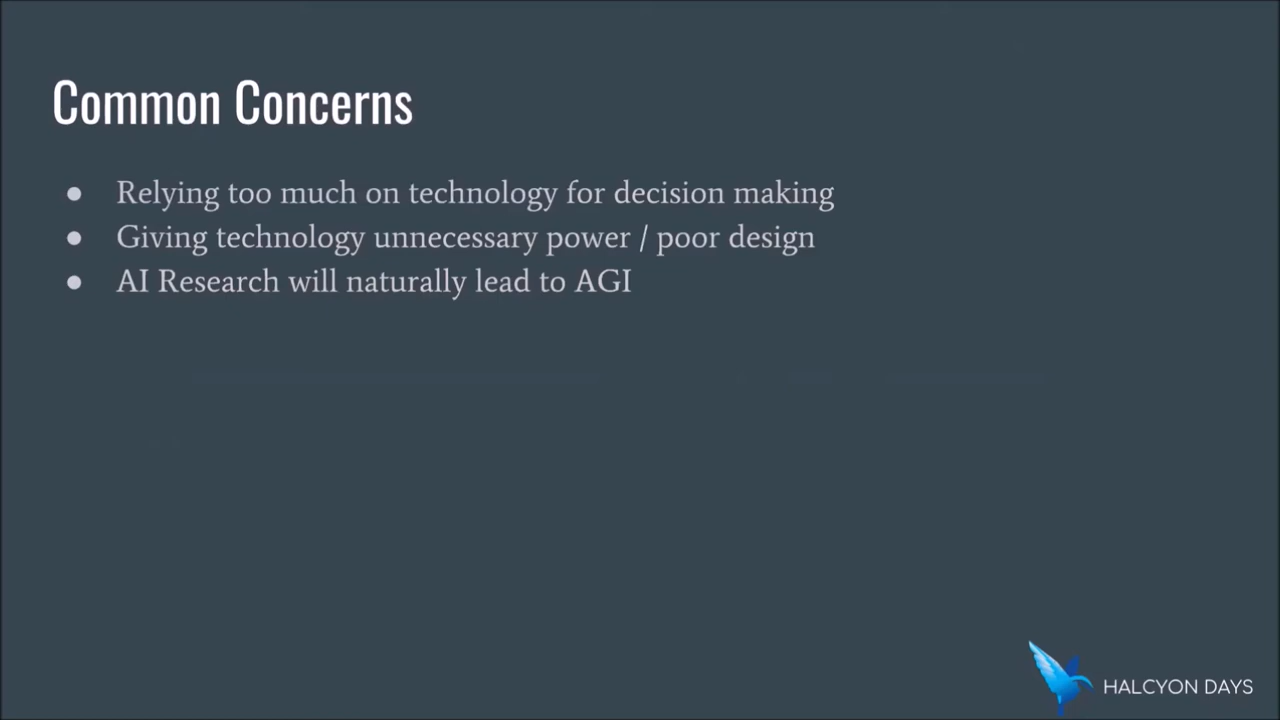 Common Concerns
● Relying too much on technology for decision making
● Giving technology unnecessary power / poor design
● AI Research will naturally lead to AGI
HALCYON DAYS